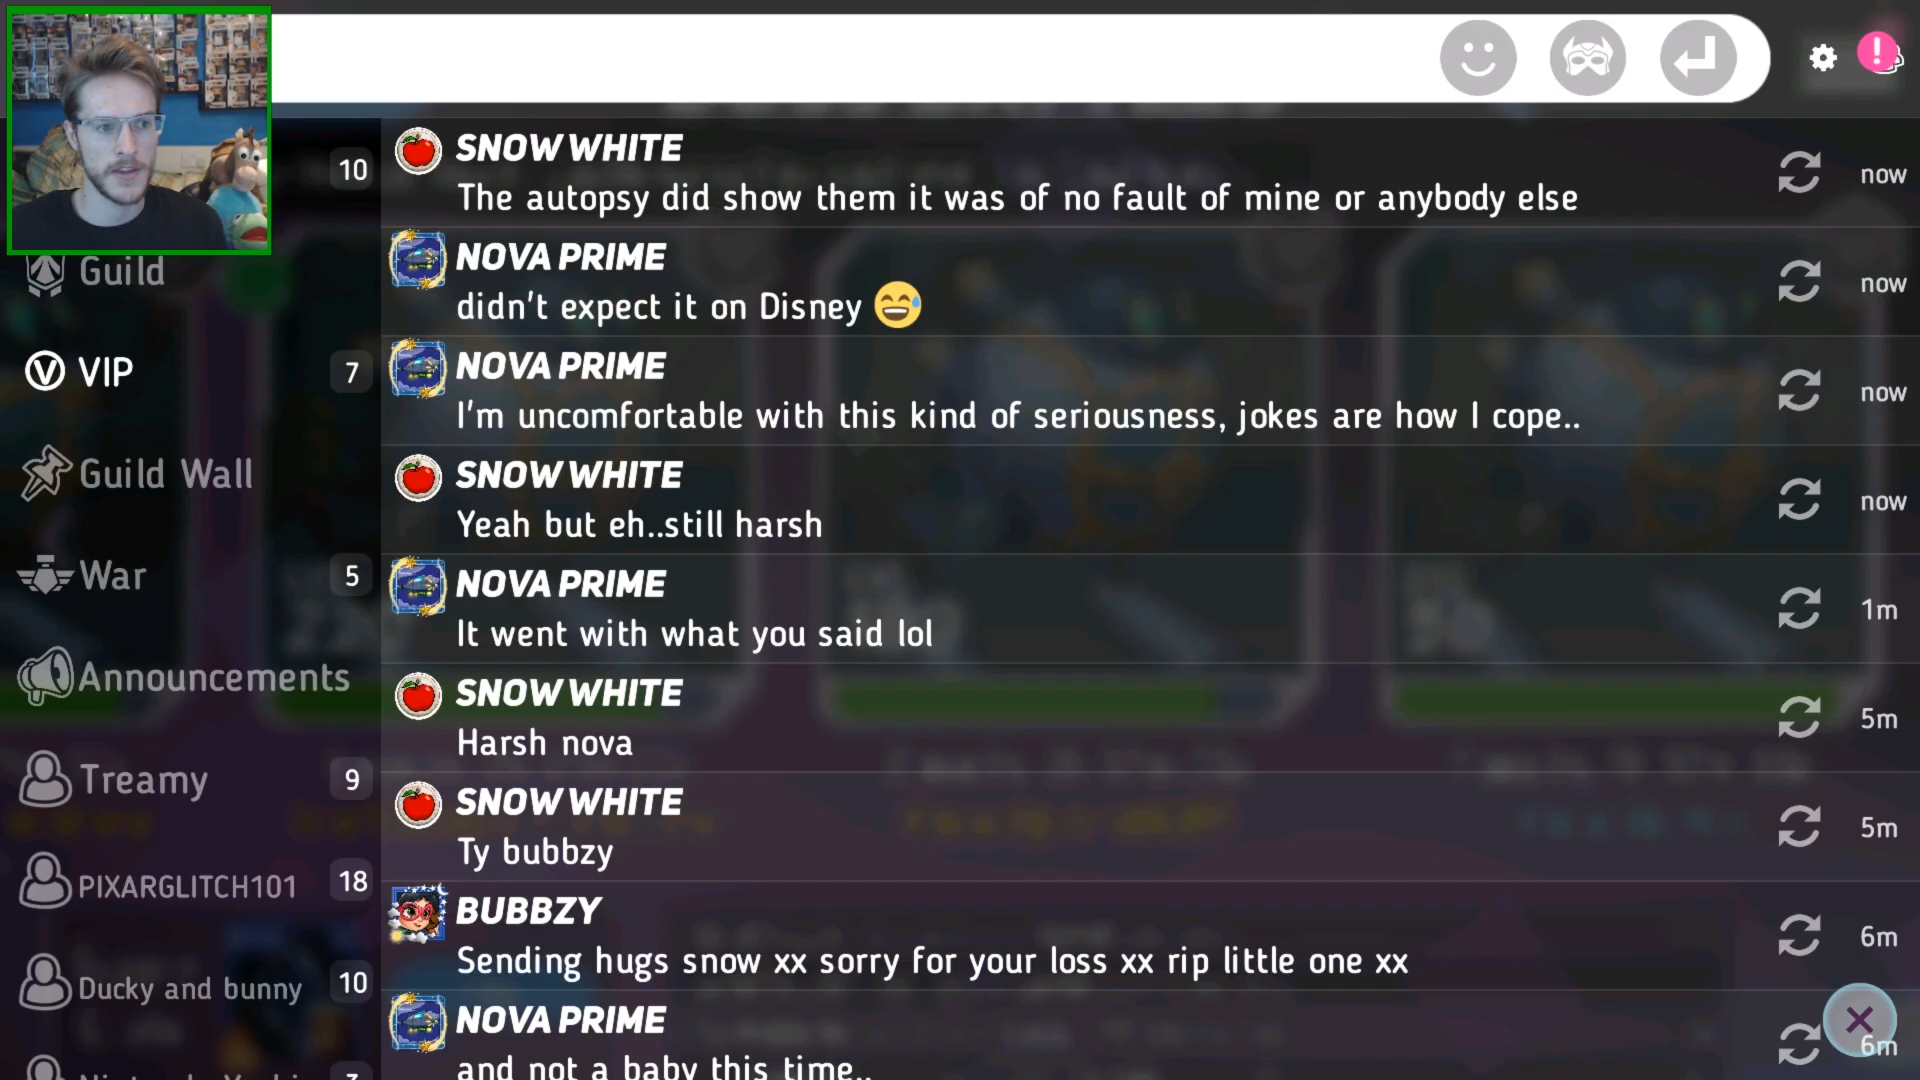 10
Guild
VIP
7
Guild Wall
War
5
Announcements
Treamy
9
PIXARGLITCH101
18
Ducky and bunny
10
SNOW WHITE
now
The autopsy did show them it was of no fault of mine or anybody else
NOVA PRIME
now
didn't expect it on Disney 😅
NOVA PRIME
now
I'm uncomfortable with this kind of seriousness, jokes are how I cope..
SNOW WHITE
now
Yeah but eh..still harsh
NOVA PRIME
1m
It went with what you said lol
SNOW WHITE
5m
Harsh nova
SNOW WHITE
5m
Ty bubbzy
BUBBZY
6m
Sending hugs snow xx sorry for your loss xx rip little one xx
NOVA PRIME
6m
and not a baby this time..